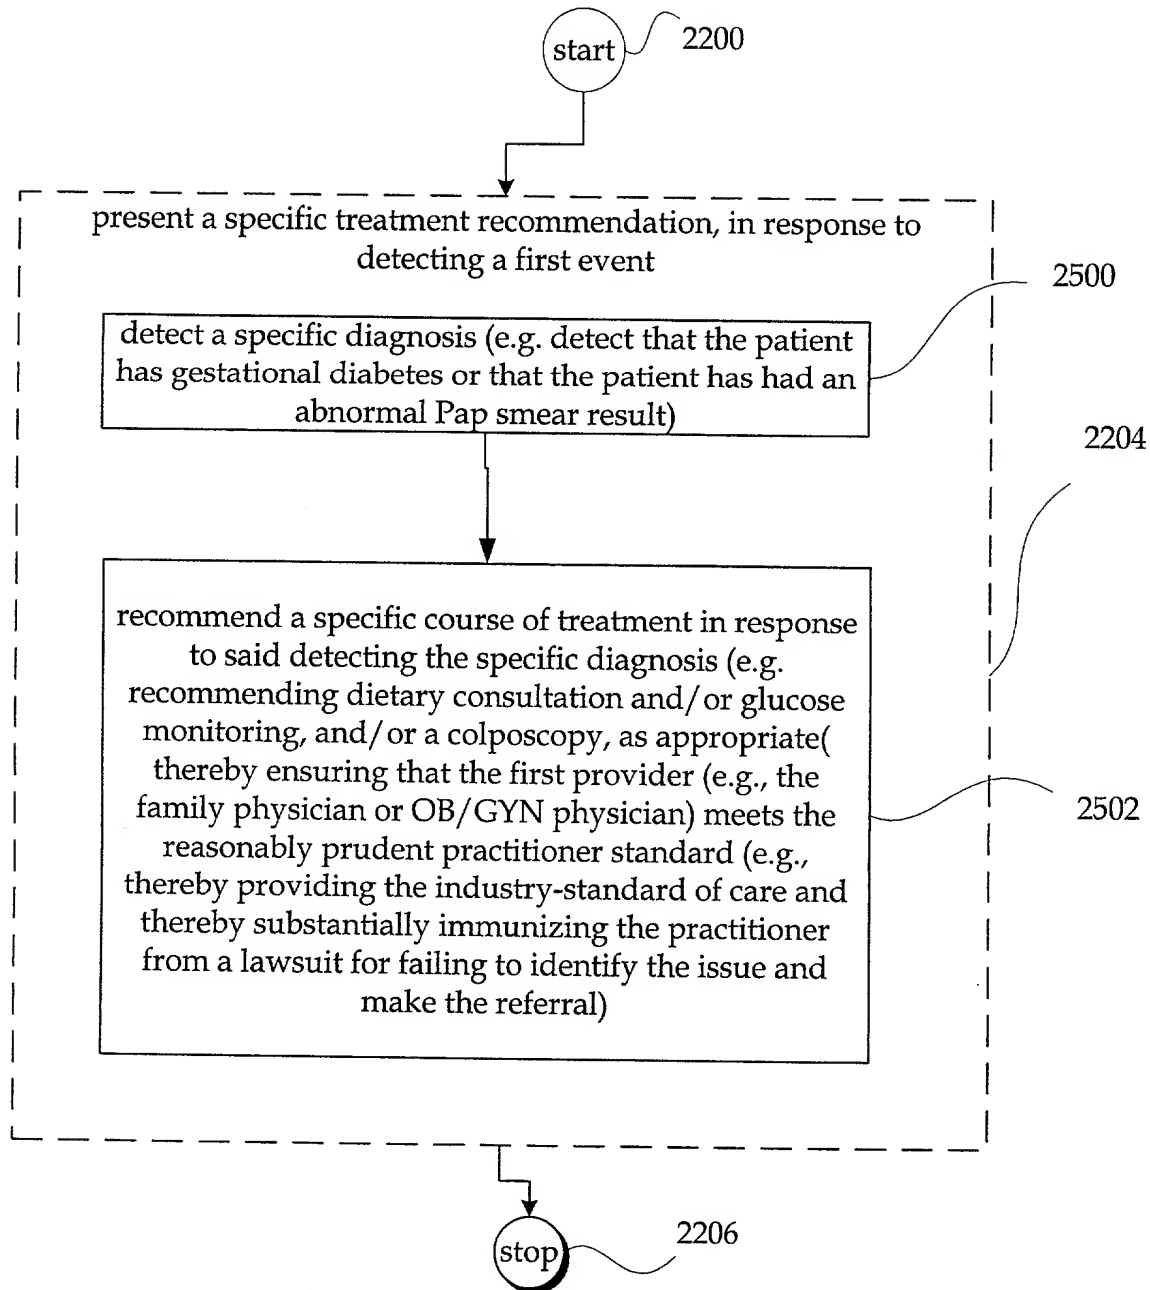 start
2200
present a specific treatment recommendation, in response to
detecting a first event
2500
detect a specific diagnosis (e.g. detect that the patient
has gestational diabetes or that the patient has had an
abnormal Pap smear result)
2204
recommend a specific course of treatment in response
to said detecting the specific diagnosis (e.g.
recommending dietary consultation and/or glucose
monitoring, and/or a colposcopy, as appropriate(
thereby ensuring that the first provider (e.g., the
family physician or OB/GYN physician) meets the
reasonably prudent practitioner standard (e.g.,
thereby providing the industry-standard of care and
thereby substantially immunizing the practitioner
from a lawsuit for failing to identify the issue and
make the referral)
2502
stop
2206